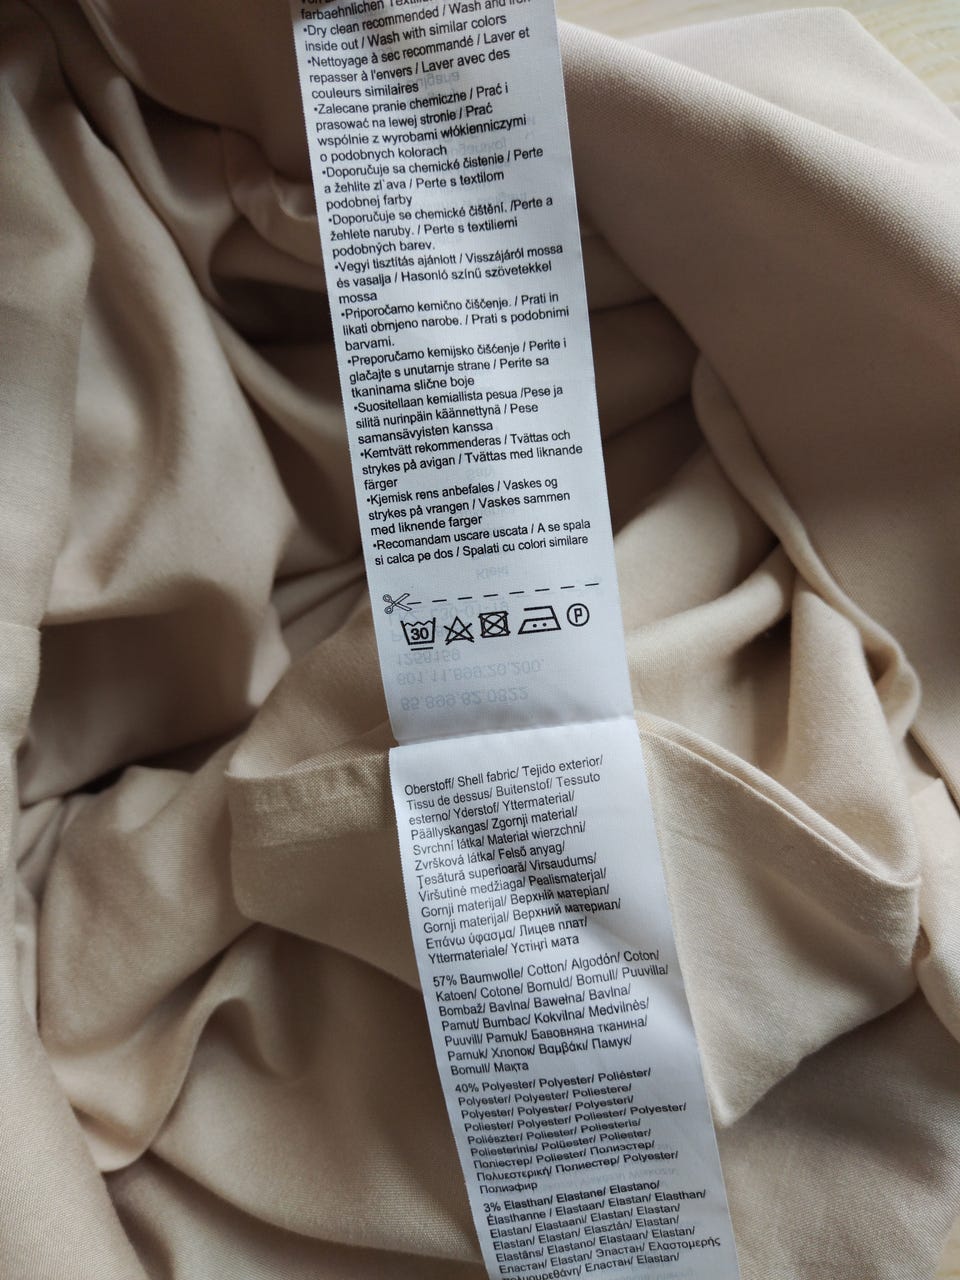 farbaehnlichen
•Dry clean recommended / Wash and iron
inside out / Wash with similar colors
•Nettoyage à sec recommandé / Laver et
repasser à l'envers / Laver avec des
couleurs similaires
•Zalecane pranie chemiczne / Prać i
prasować na lewej stronie / Prać
wspólnie z wyrobami włókienniczymi
o podobnych kolorach
•Doporučuje sa chemické čistenie / Perte
a žehlite zľava / Perte s textilom
podobnej farby
•Doporučuje se chemické čištění. /Perte a
žehlete naruby. / Perte s textiliemi
podobných barev.
•Vegyi tisztítás ajánlott / Visszájáról mossa
és vasalja / Hasonló színű szövetekkel
mossa
•Priporočamo kemično čiščenje. / Prati in
likati obrnjeno narobe. / Prati s podobnimi
barvami.
•Preporučamo kemijsko čišćenje / Perite i
glačajte s unutarnje strane / Perite sa
tkaninama slične boje
•Suositellaan kemiallista pesua /Pese ja
silitä nurinpäin käännettynä / Pese
samansävyisten kanssa
•Kemtvätt rekommenderas / Tvättas och
strykes på avigan / Tvättas med liknande
färger
•Kjemisk rens anbefales / Vaskes og
strykes på vrangen / Vaskes sammen
med liknende farger
•Recomandam uscare uscata / A se spala
si calca pe dos / Spalati cu colori similare
30 P
Oberstoff/ Shell fabric/ Tejido exterior/
Tissu de dessus/ Buitenstof/ Tessuto
esterno/ Yderstof/ Yttermaterial/
Päällyskangas/ Zgornji material/
Svrchní látka/ Materiał wierzchni/
Zvršková látka/ Felső anyag/
Ţesătură superioară/ Virsaudums/
Viršutinė medžiaga/ Pealismaterjal/
Gornji materijal/ Верхній матеріал/
Gornji materijal/ Верхний материал/
Επάνω ύφασμα/ Лицев плат/
Yttermateriale/ Үстіңгі мата
57% Baumwolle/ Cotton/ Algodón/ Coton/
Katoen/ Cotone/ Bomuld/ Bomull/ Puuvilla/
Bombaž/ Bavlna/ Bawełna/ Bavlna/
Pamut/ Bumbac/ Kokvilna/ Medvilnės/
Puuvill/ Pamuk/ Бавовняна тканина/
Pamuk/ Хлопок/ Βαμβάκι/ Памук/
Bomull/ Мақта
40% Polyester/ Polyester/ Poliéster/
Polyester/ Polyester/ Poliestere/
Polyester/ Polyester/ Polyesteri/
Poliester/ Polyester/ Poliester/ Polyester/
Poliészter/ Poliester/ Poliesteris/
Poliesterinis/ Polüester/ Poliester/
Поліестер/ Poliester/ Полиэстер/
Πολυεστερική/ Полиестер/ Polyester/
Полиэфир
3% Elasthan/ Elastane/ Elastano/
Élasthanne / Elastaan/ Elastan/ Elasthan/
Elastan/ Elastaani/ Elastan/ Elastan/
Elastan/ Elastan/ Elasztán/ Elastan/
Elastāns/ Elastano/ Elastaan/ Elastan/
Еластан/ Elastan/ Эластан/ Ελαστομερής
Elastan/ Еластан/ Elastan/